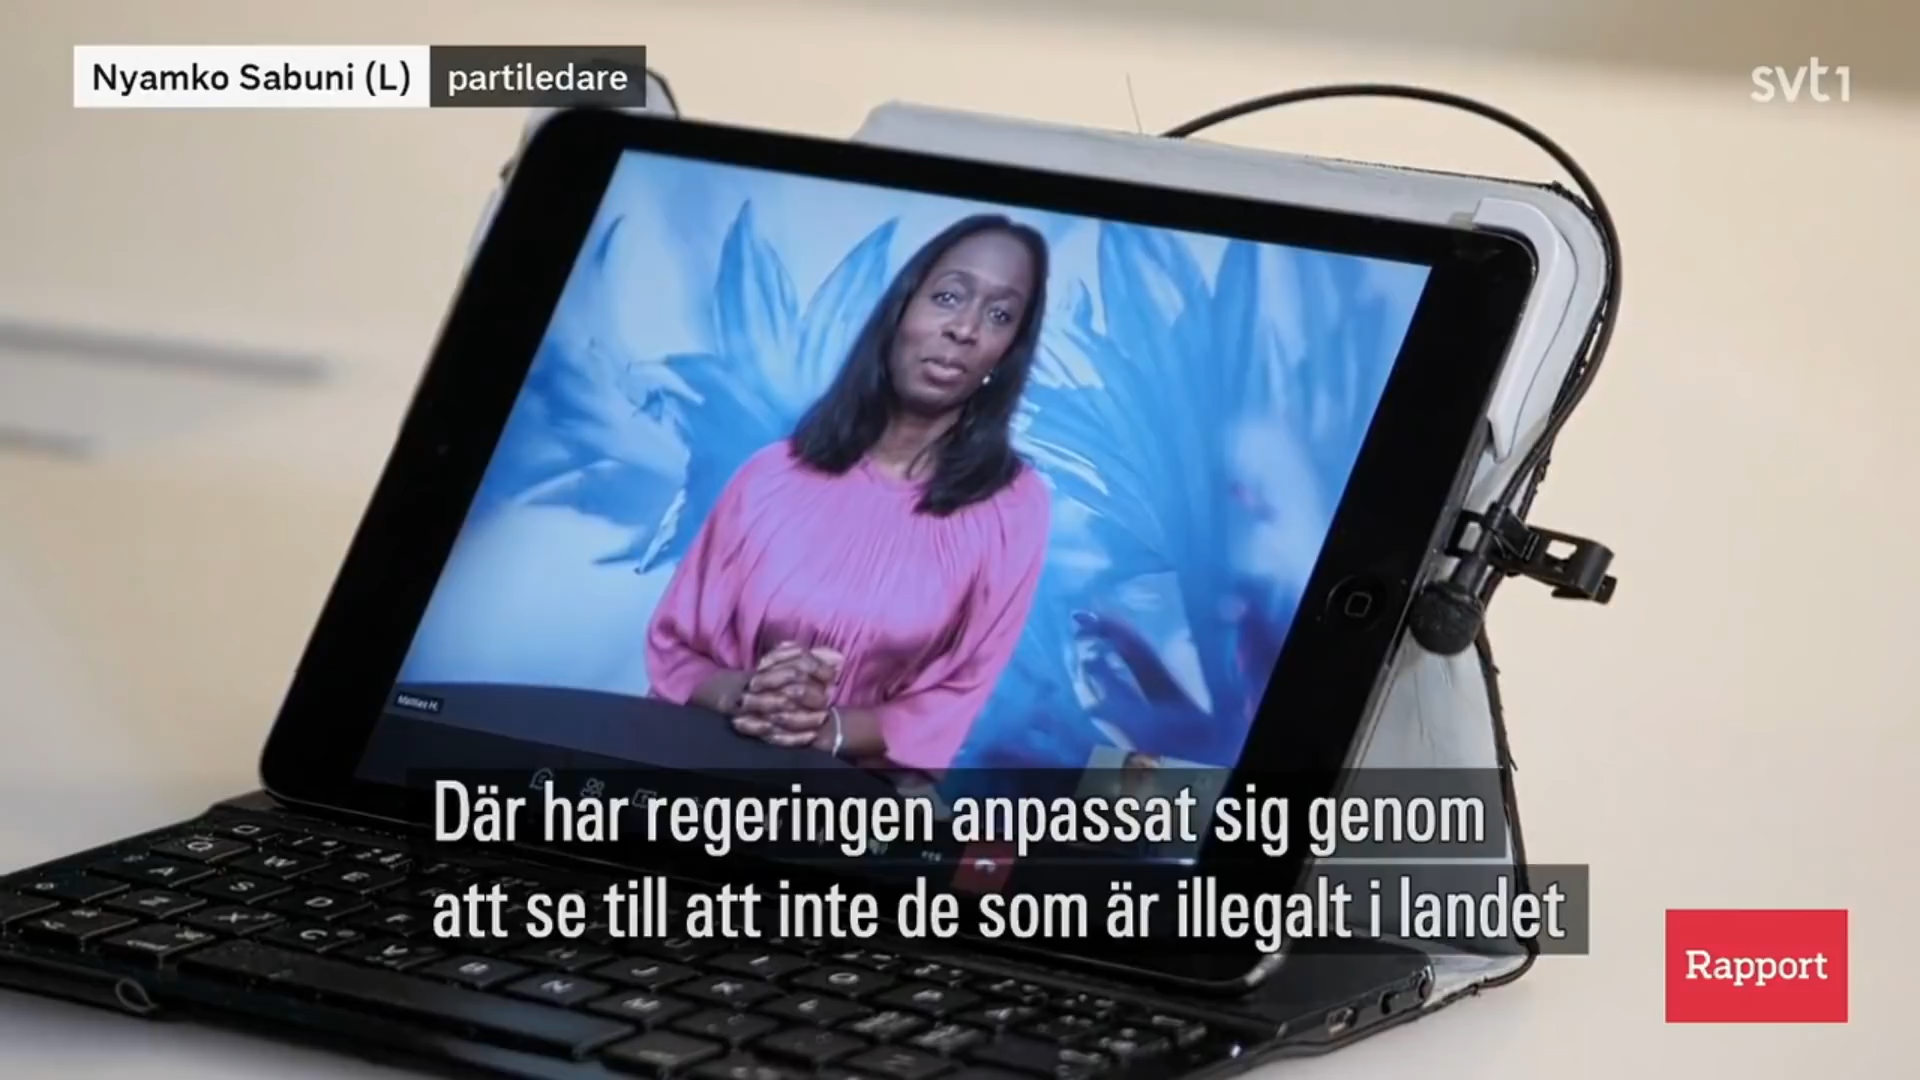 Nyamko Sabuni (L) partiledare
svt1
Där har regeringen anpassat sig genom
att se till att inte de som är illegalt i landet
Rapport